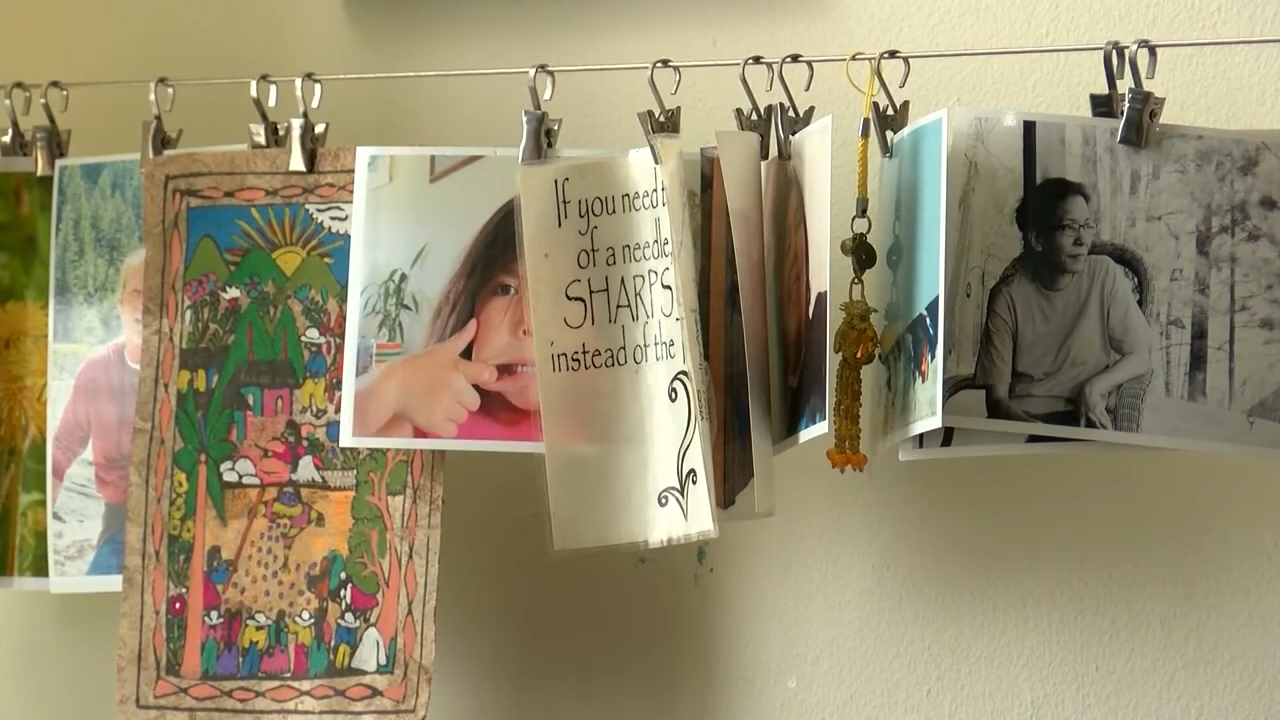 If you need t
of a needle,
SHARPS
instead of the